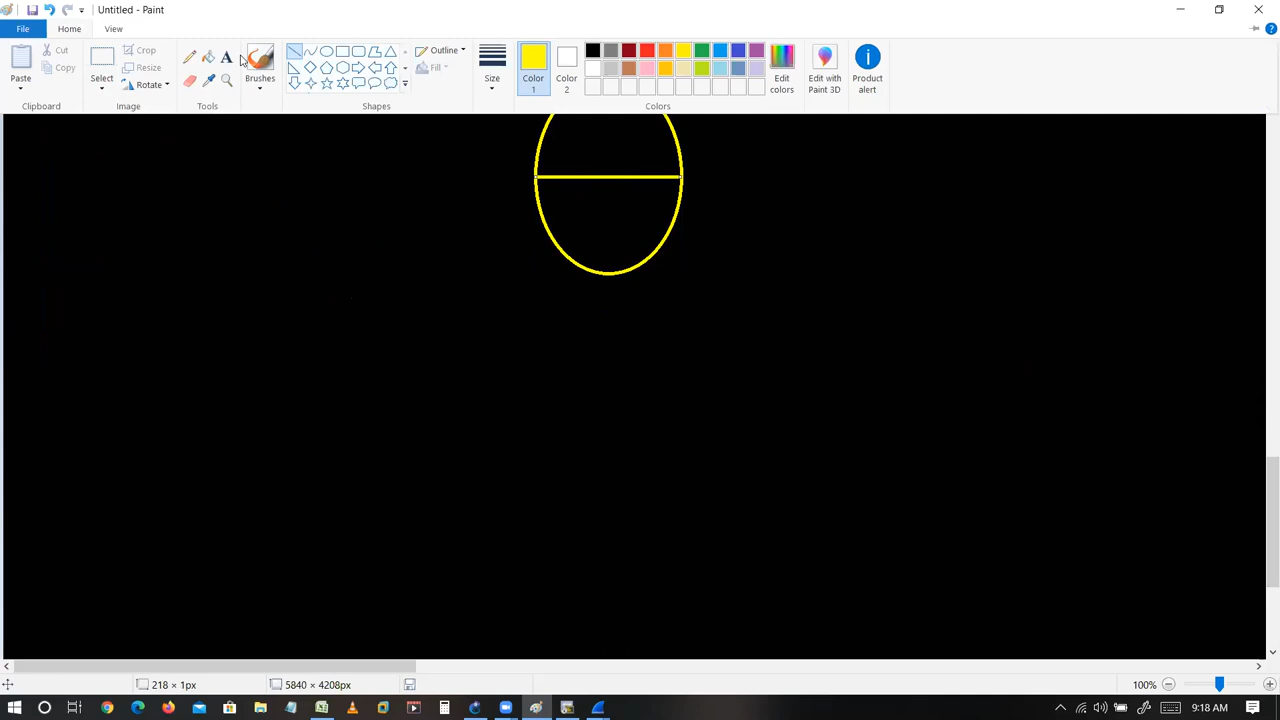 Untitled - Paint
File Home View
Paste
Cut
Copy
Clipboard
Select
Crop
Resize
Rotate
Image
A
Tools
Brushes
Shapes
Outline
Fill
Size
Color 1
Color 2
Edit colors
Colors
Edit with Paint 3D
Product alert
218 × 1px
5840 × 4208px
100%
9:18 AM